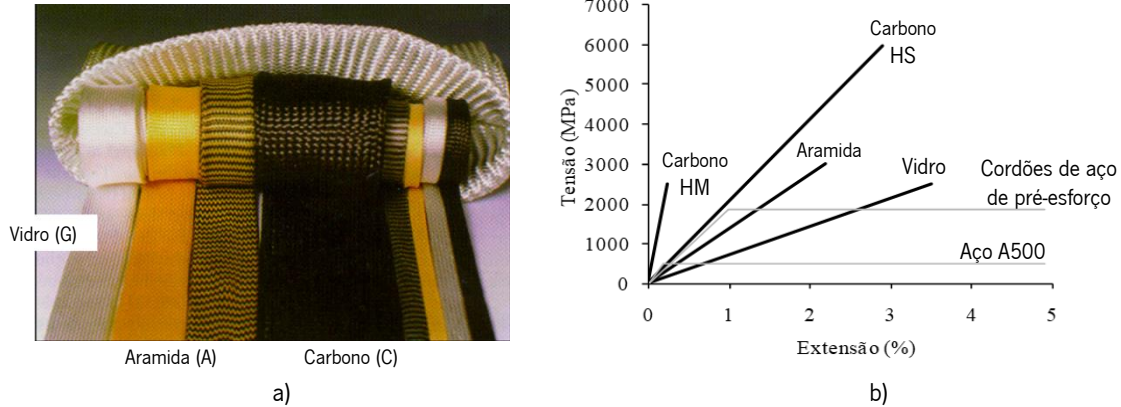 Vidro (G)
Aramida (A)
Carbono (C)
a)
7000
6000
5000
4000
3000
2000
1000
0
Tensão (MPa)
Carbono
HS
Carbono
HM
Aramida
Vidro
Cordões de aço
de pré-esforço
Aço A500
0
1
2
3
4
5
Extensão (%)
b)